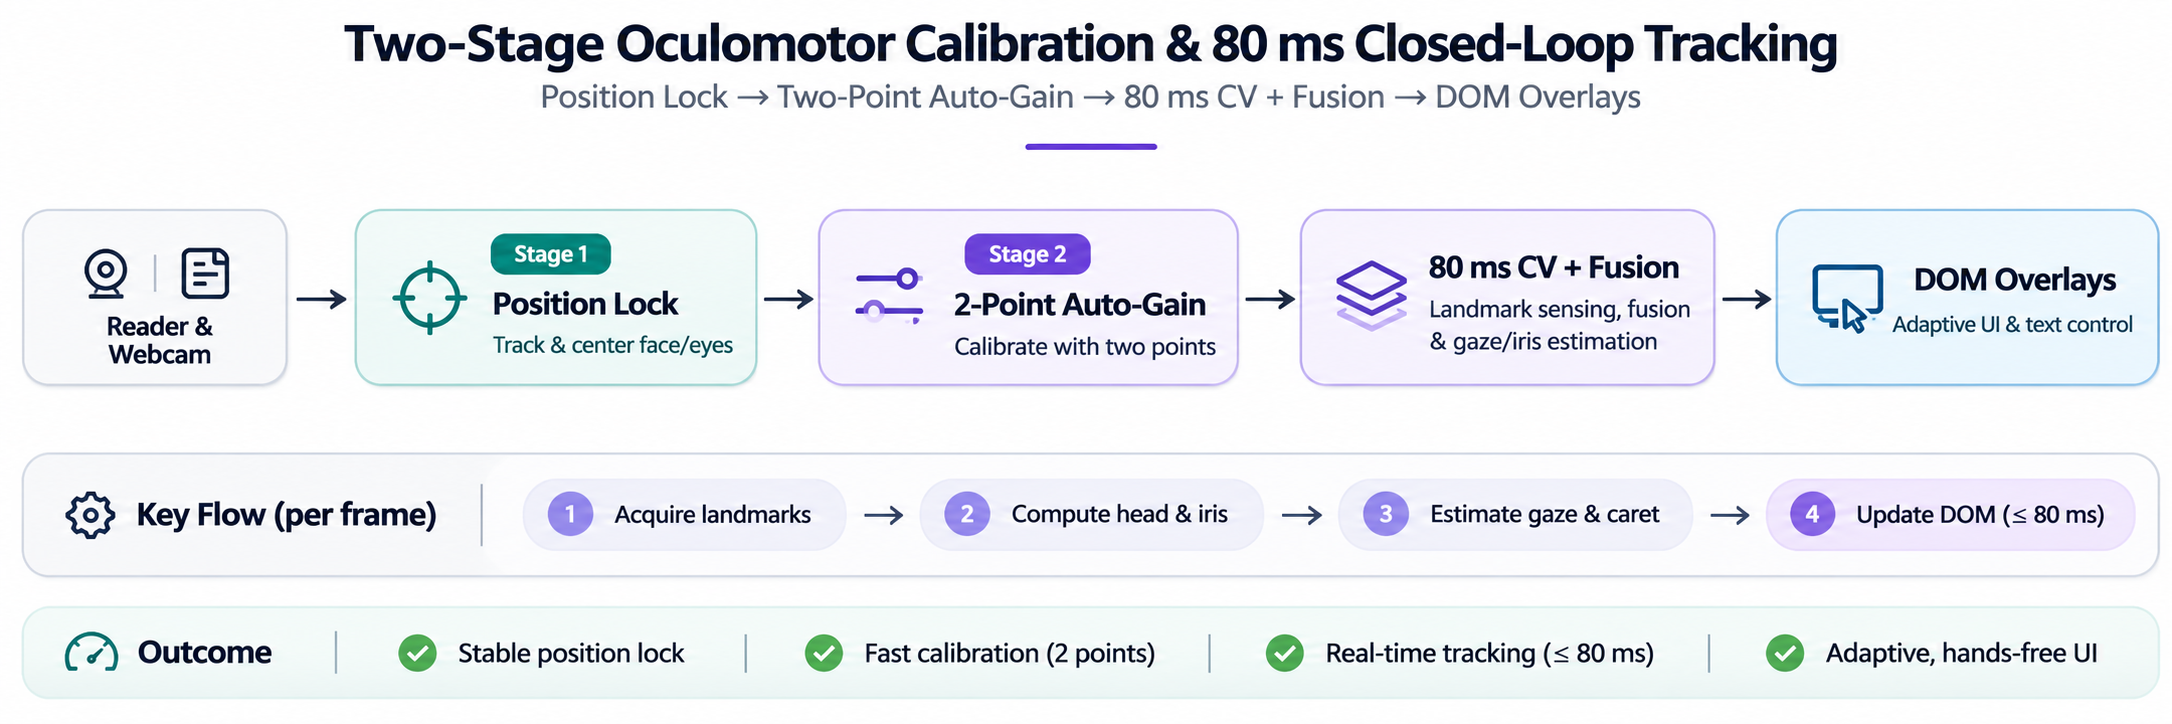 Two-Stage Oculomotor Calibration & 80 ms Closed-Loop Tracking
Position Lock → Two-Point Auto-Gain → 80 ms CV + Fusion → DOM Overlays
Reader &
Webcam
Stage 1
Position Lock
Track & center face/eyes
Stage 2
2-Point Auto-Gain
Calibrate with two points
80 ms CV + Fusion
Landmark sensing, fusion
& gaze/iris estimation
DOM Overlays
Adaptive UI & text control
Key Flow (per frame)
1 Acquire landmarks
2 Compute head & iris
3 Estimate gaze & caret
4 Update DOM (≤ 80 ms)
Outcome
Stable position lock
Fast calibration (2 points)
Real-time tracking (≤ 80 ms)
Adaptive, hands-free UI